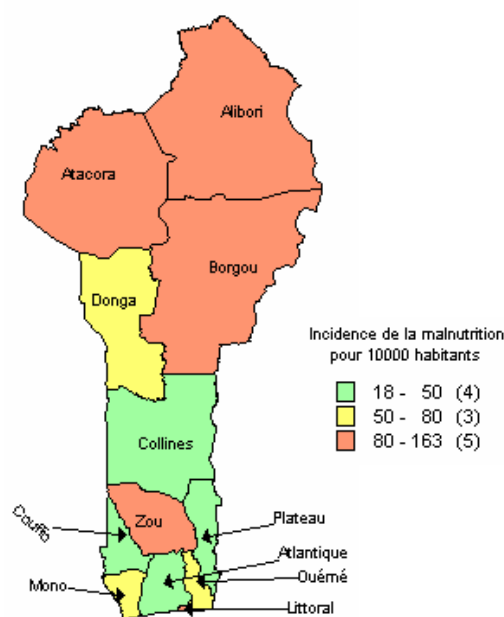 Alibori
Atacora
Borgou
Donga
Incidence de la malnutrition
pour 10000 habitants
18 - 50 (4)
50 - 80 (3)
80 - 163 (5)
Collines
Couffo
Zou
Plateau
Atlantique
Mono
Ouémé
Littoral